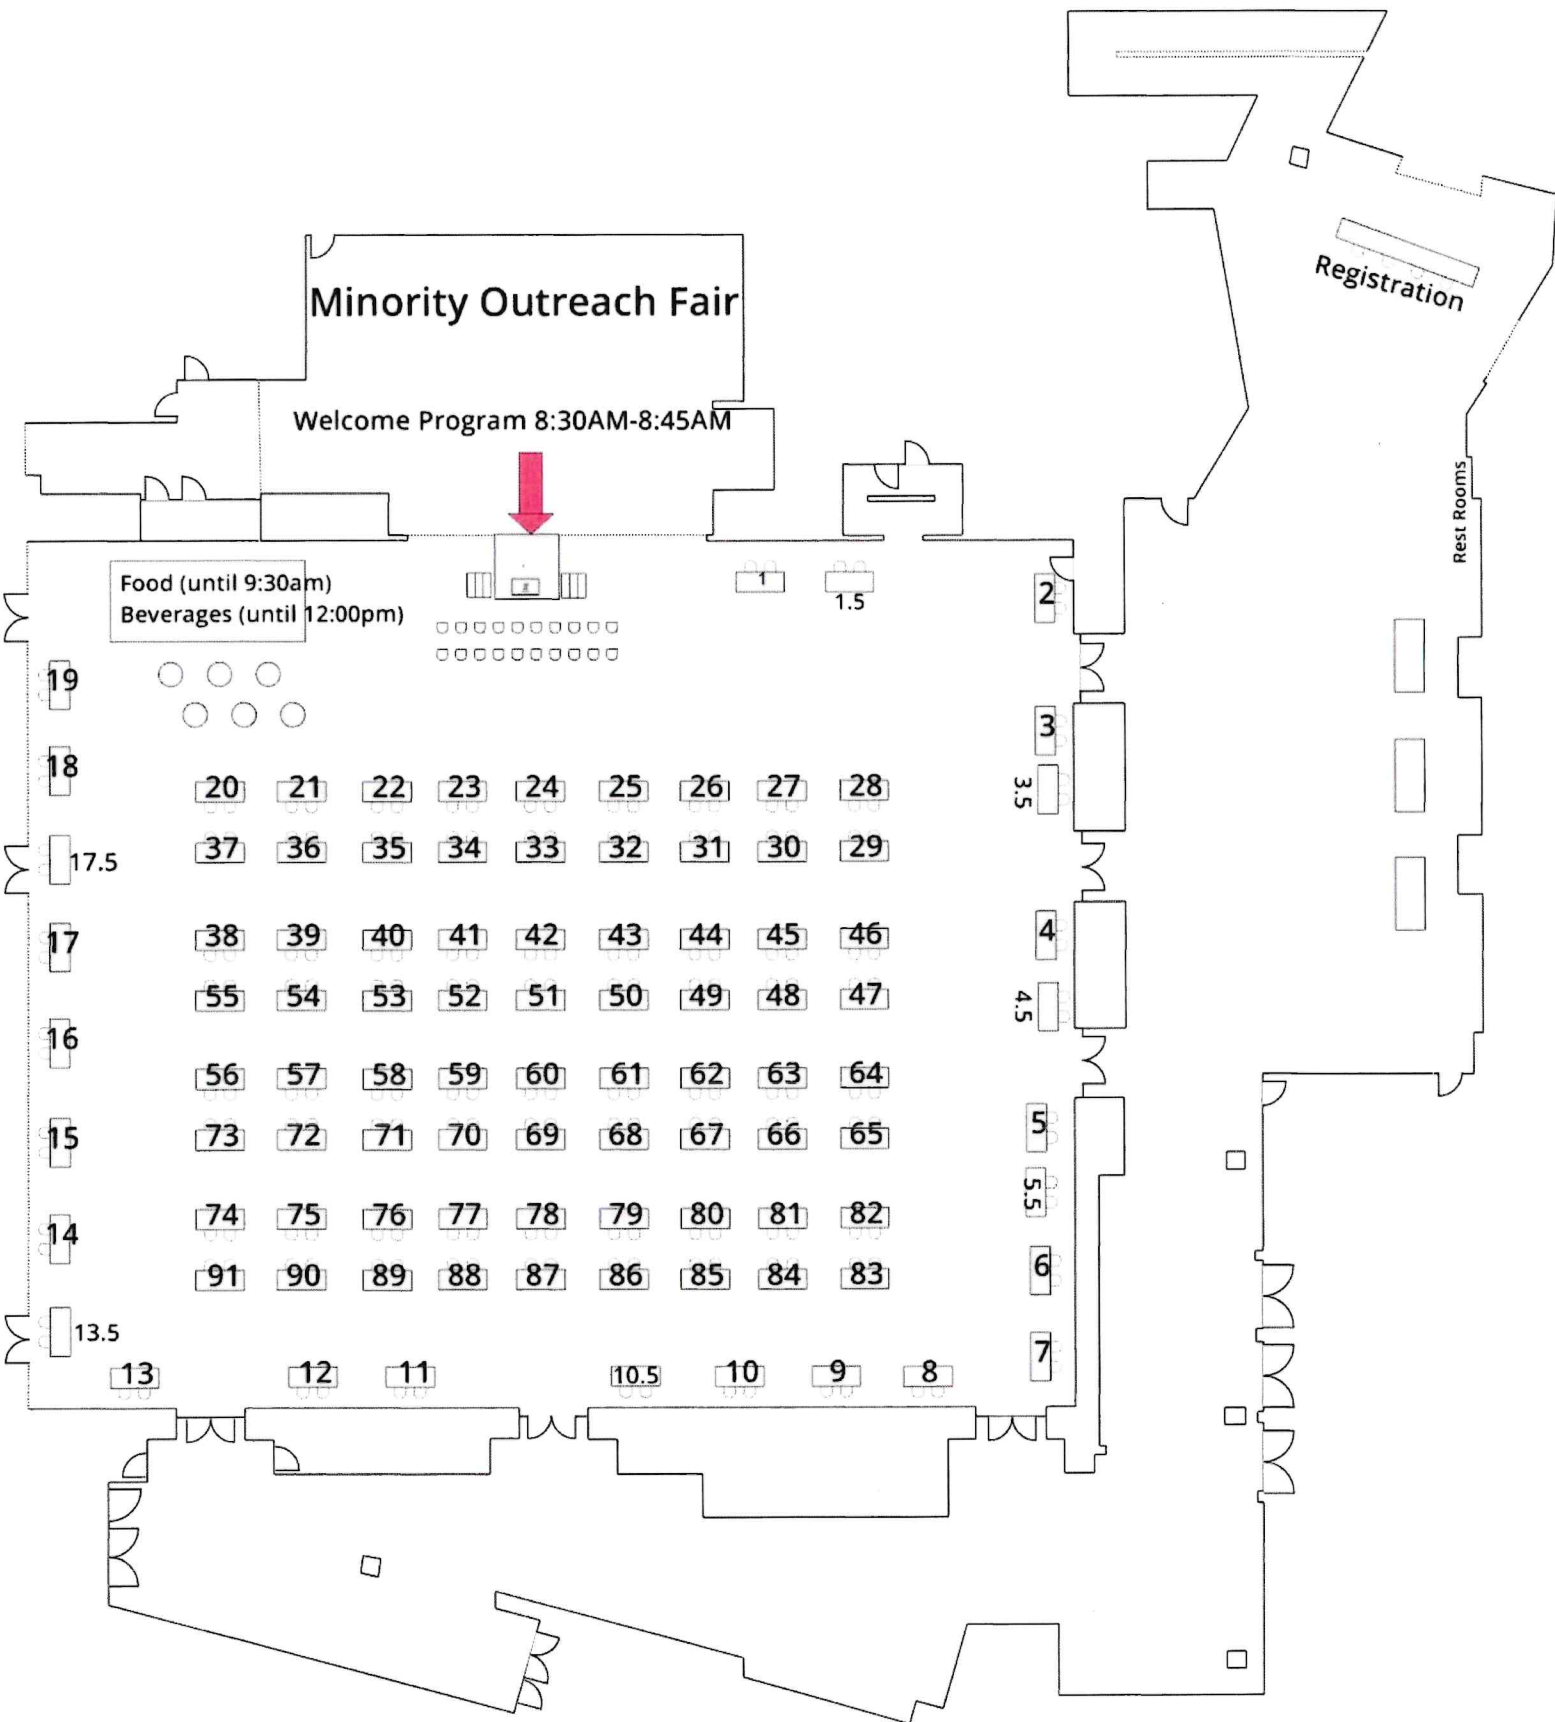 Registration
Minority Outreach Fair
Welcome Program 8:30AM-8:45AM
Rest Rooms
Food (until 9:30am)
Beverages (until 12:00pm)
1
1.5
2
19
3
18
3.5
20 21 22 23 24 25 26 27 28
37 36 35 34 33 32 31 30 29
17.5
38 39 40 41 42 43 44 45 46
17
4
55 54 53 52 51 50 49 48 47
4.5
16
56 57 58 59 60 61 62 63 64
5
73 72 71 70 69 68 67 66 65
15
5.5
74 75 76 77 78 79 80 81 82
14
6
91 90 89 88 87 86 85 84 83
13.5
7
13 12 11 10.5 10 9 8